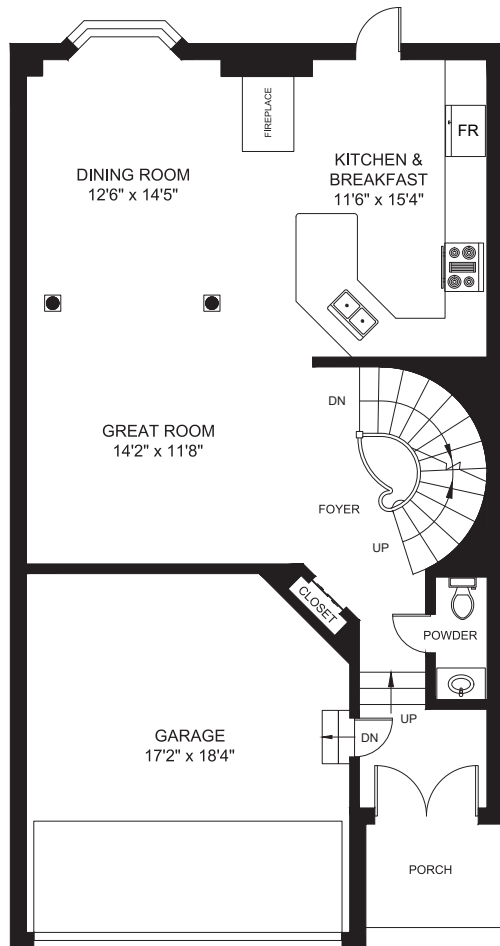 FIREPLACE
FR
DINING ROOM
12'6" x 14'5"
KITCHEN &
BREAKFAST
11'6" x 15'4"
DN
GREAT ROOM
14'2" x 11'8"
FOYER
UP
CLOSET
POWDER
UP
GARAGE
17'2" x 18'4"
DN
PORCH